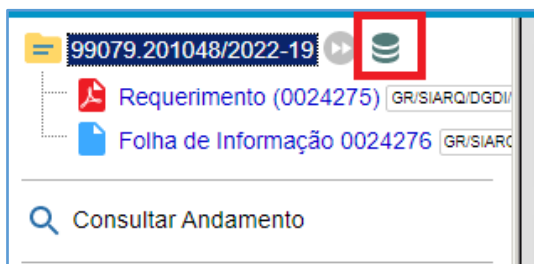 99079.201048/2022-19
Requerimento (0024275) GR/SIARQ/DGDI/
Folha de Informação 0024276 GR/SIARQ
Consultar Andamento